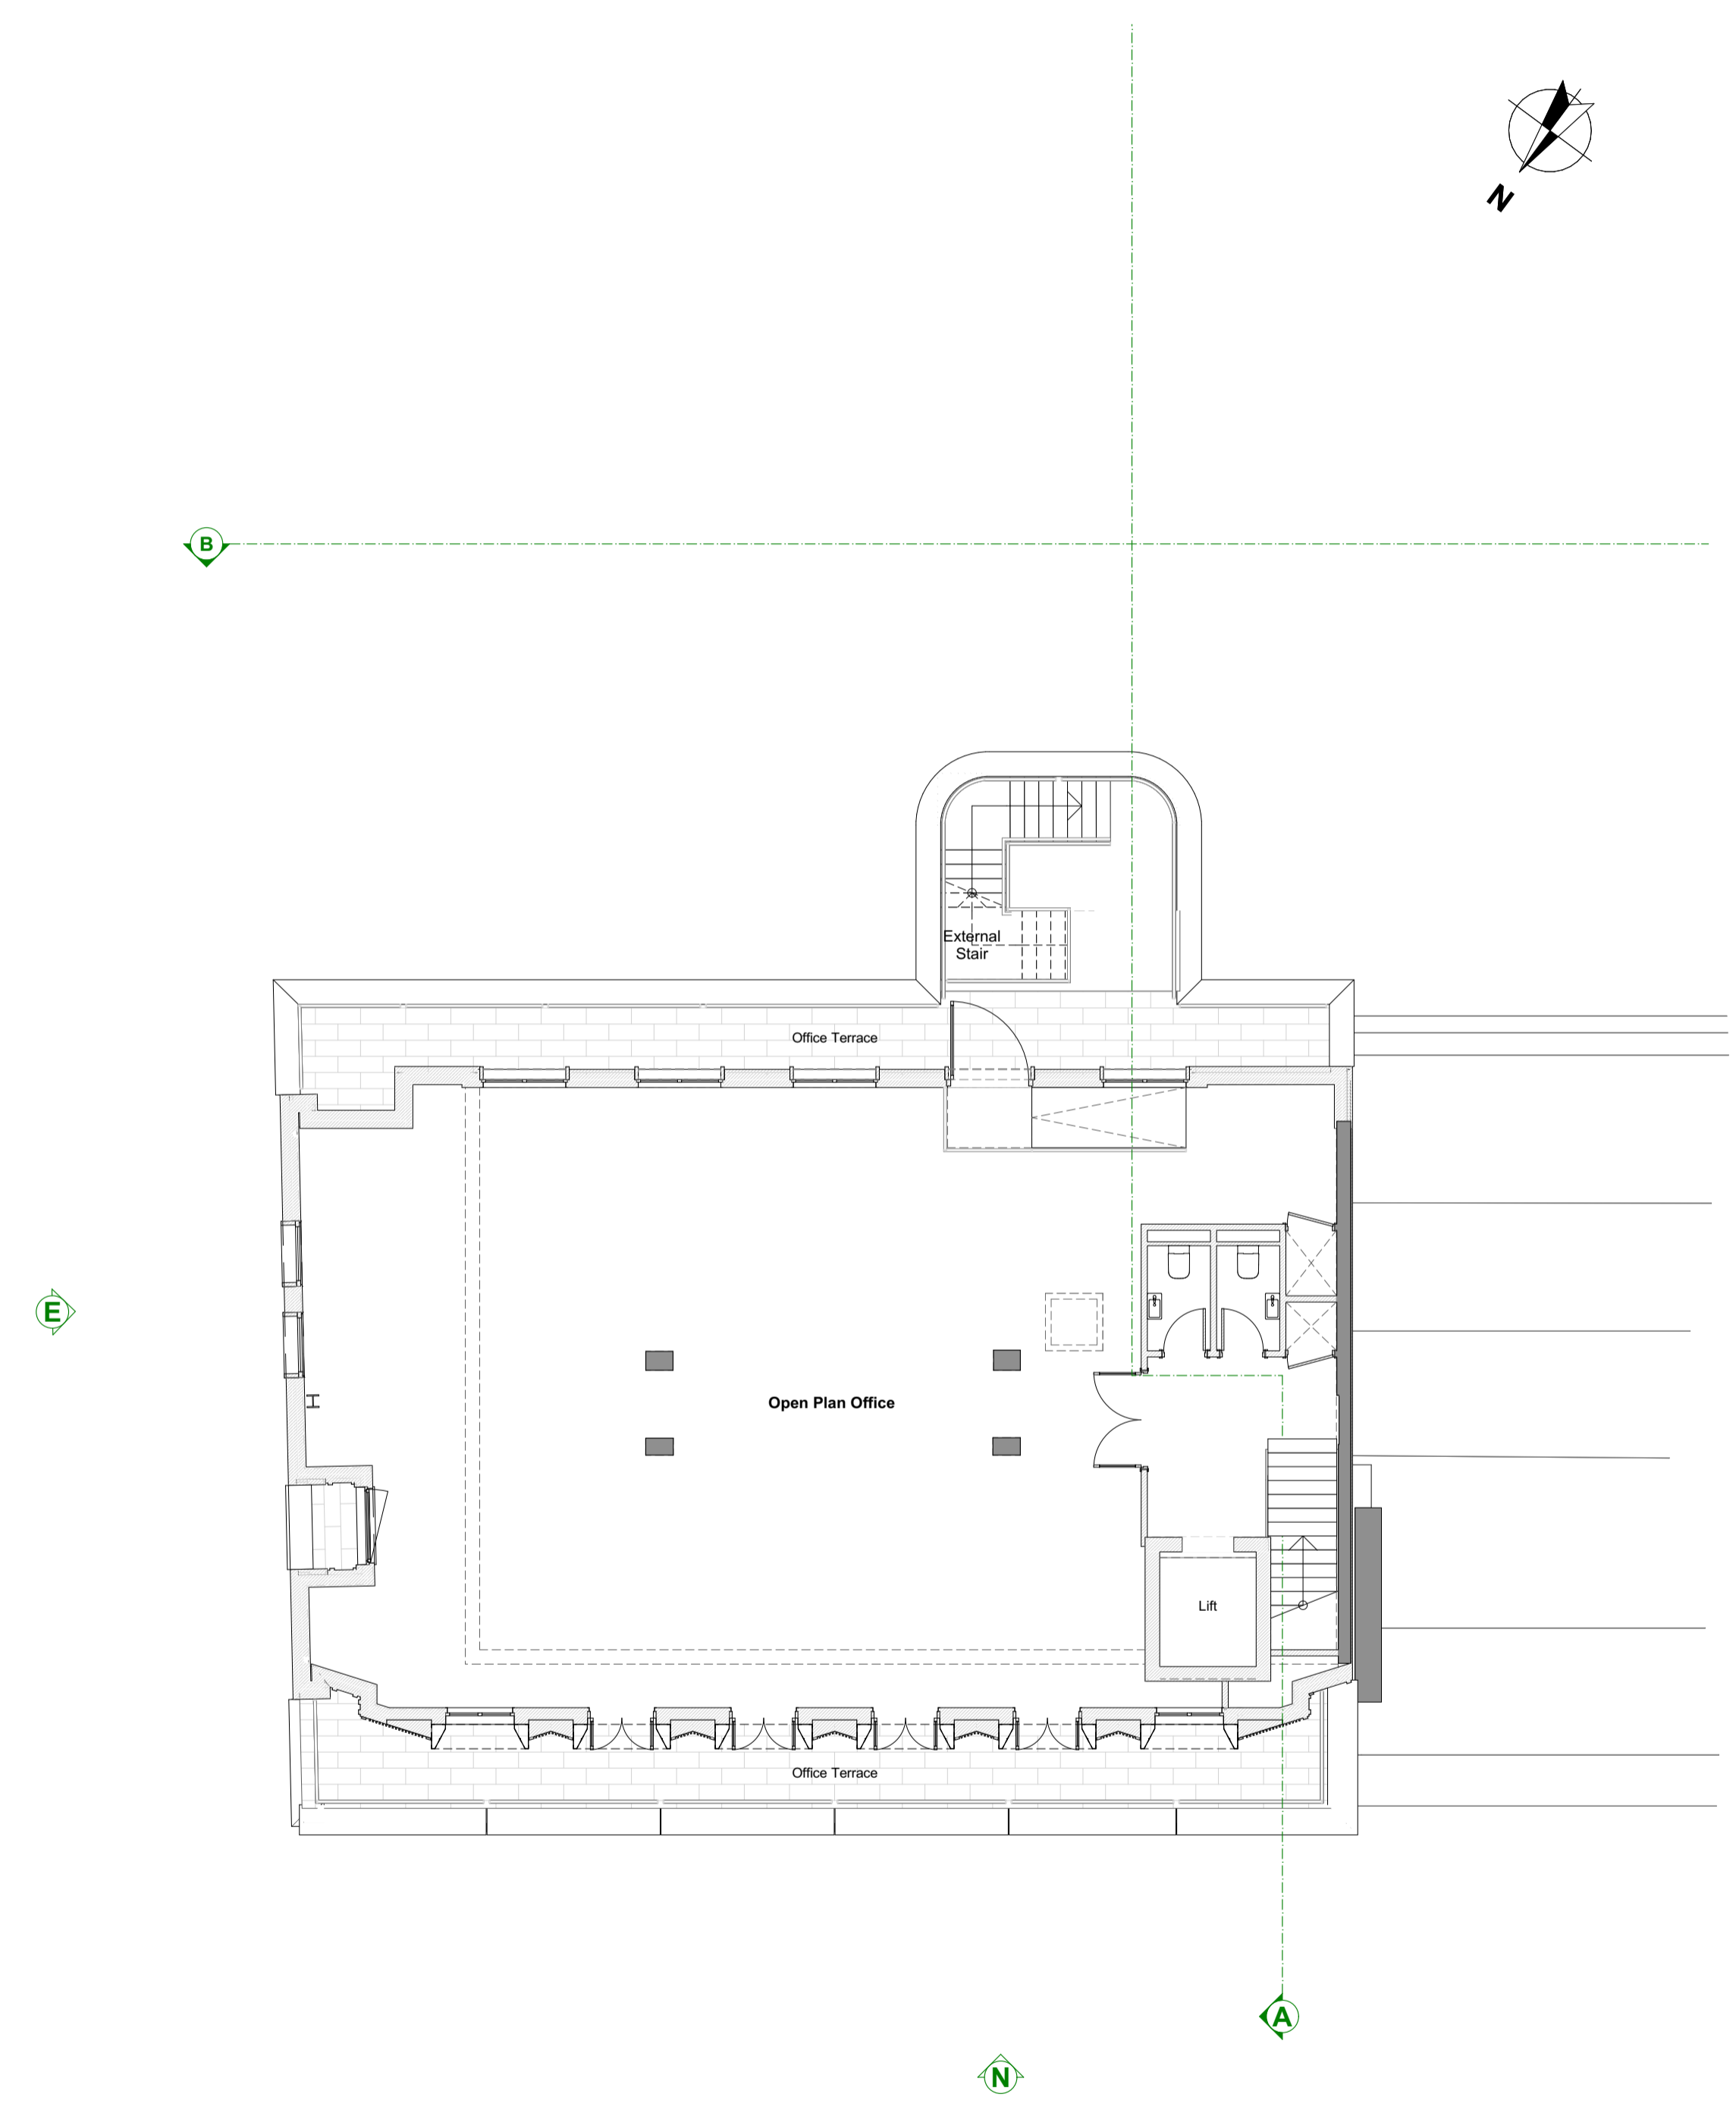 N
B
External
Stair
Office Terrace
E
Open Plan Office
Lift
Office Terrace
A
N